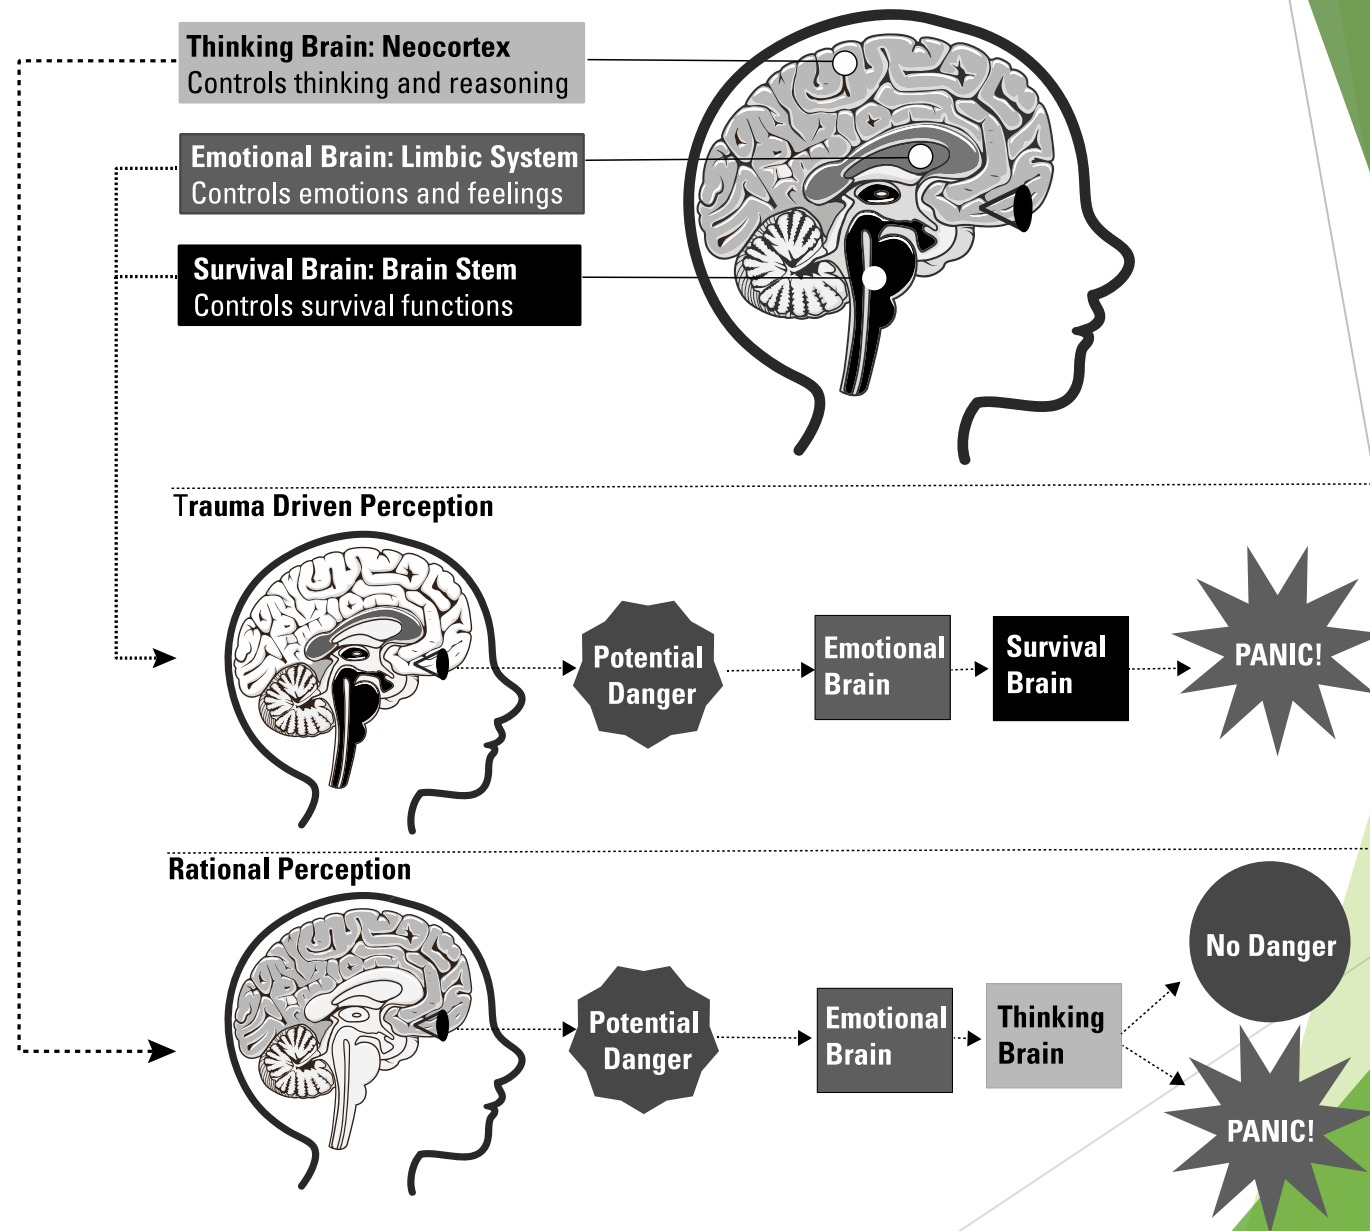 Thinking Brain: Neocortex
Controls thinking and reasoning
Emotional Brain: Limbic System
Controls emotions and feelings
Survival Brain: Brain Stem
Controls survival functions
Trauma Driven Perception
Potential
Danger
Emotional
Brain
Survival
Brain
PANIC!
Rational Perception
Potential
Danger
Emotional
Brain
Thinking
Brain
No Danger
PANIC!